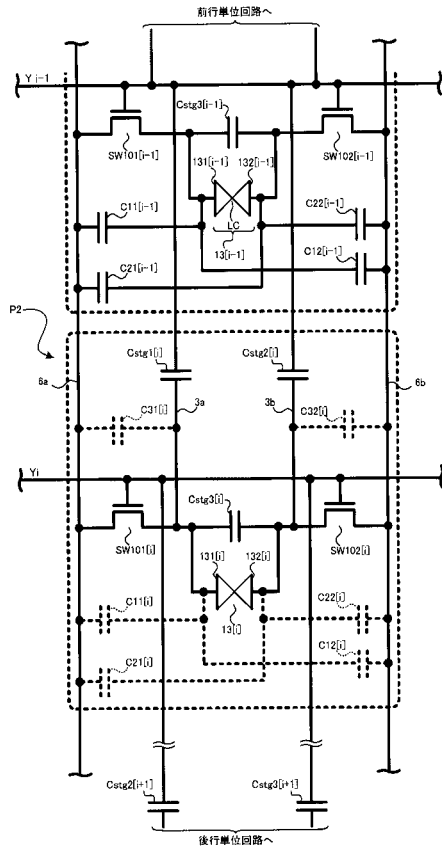 前行単位回路へ
Y i-1
Cstg3[i-1]
SW101[i-1]
SW102[i-1]
131[i-1]
132[i-1]
C11[i-1]
LC
C22[i-1]
13[i-1]
C12[i-1]
C21[i-1]
P2
6a
Cstg1[i]
Cstg2[i]
6b
3a
3b
C31[i]
C32[i]
Yi
Cstg3[i]
SW101[i]
SW102[i]
131[i]
132[i]
C11[i]
C22[i]
13[i]
C12[i]
C21[i]
Cstg2[i+1]
Cstg3[i+1]
後行単位回路へ